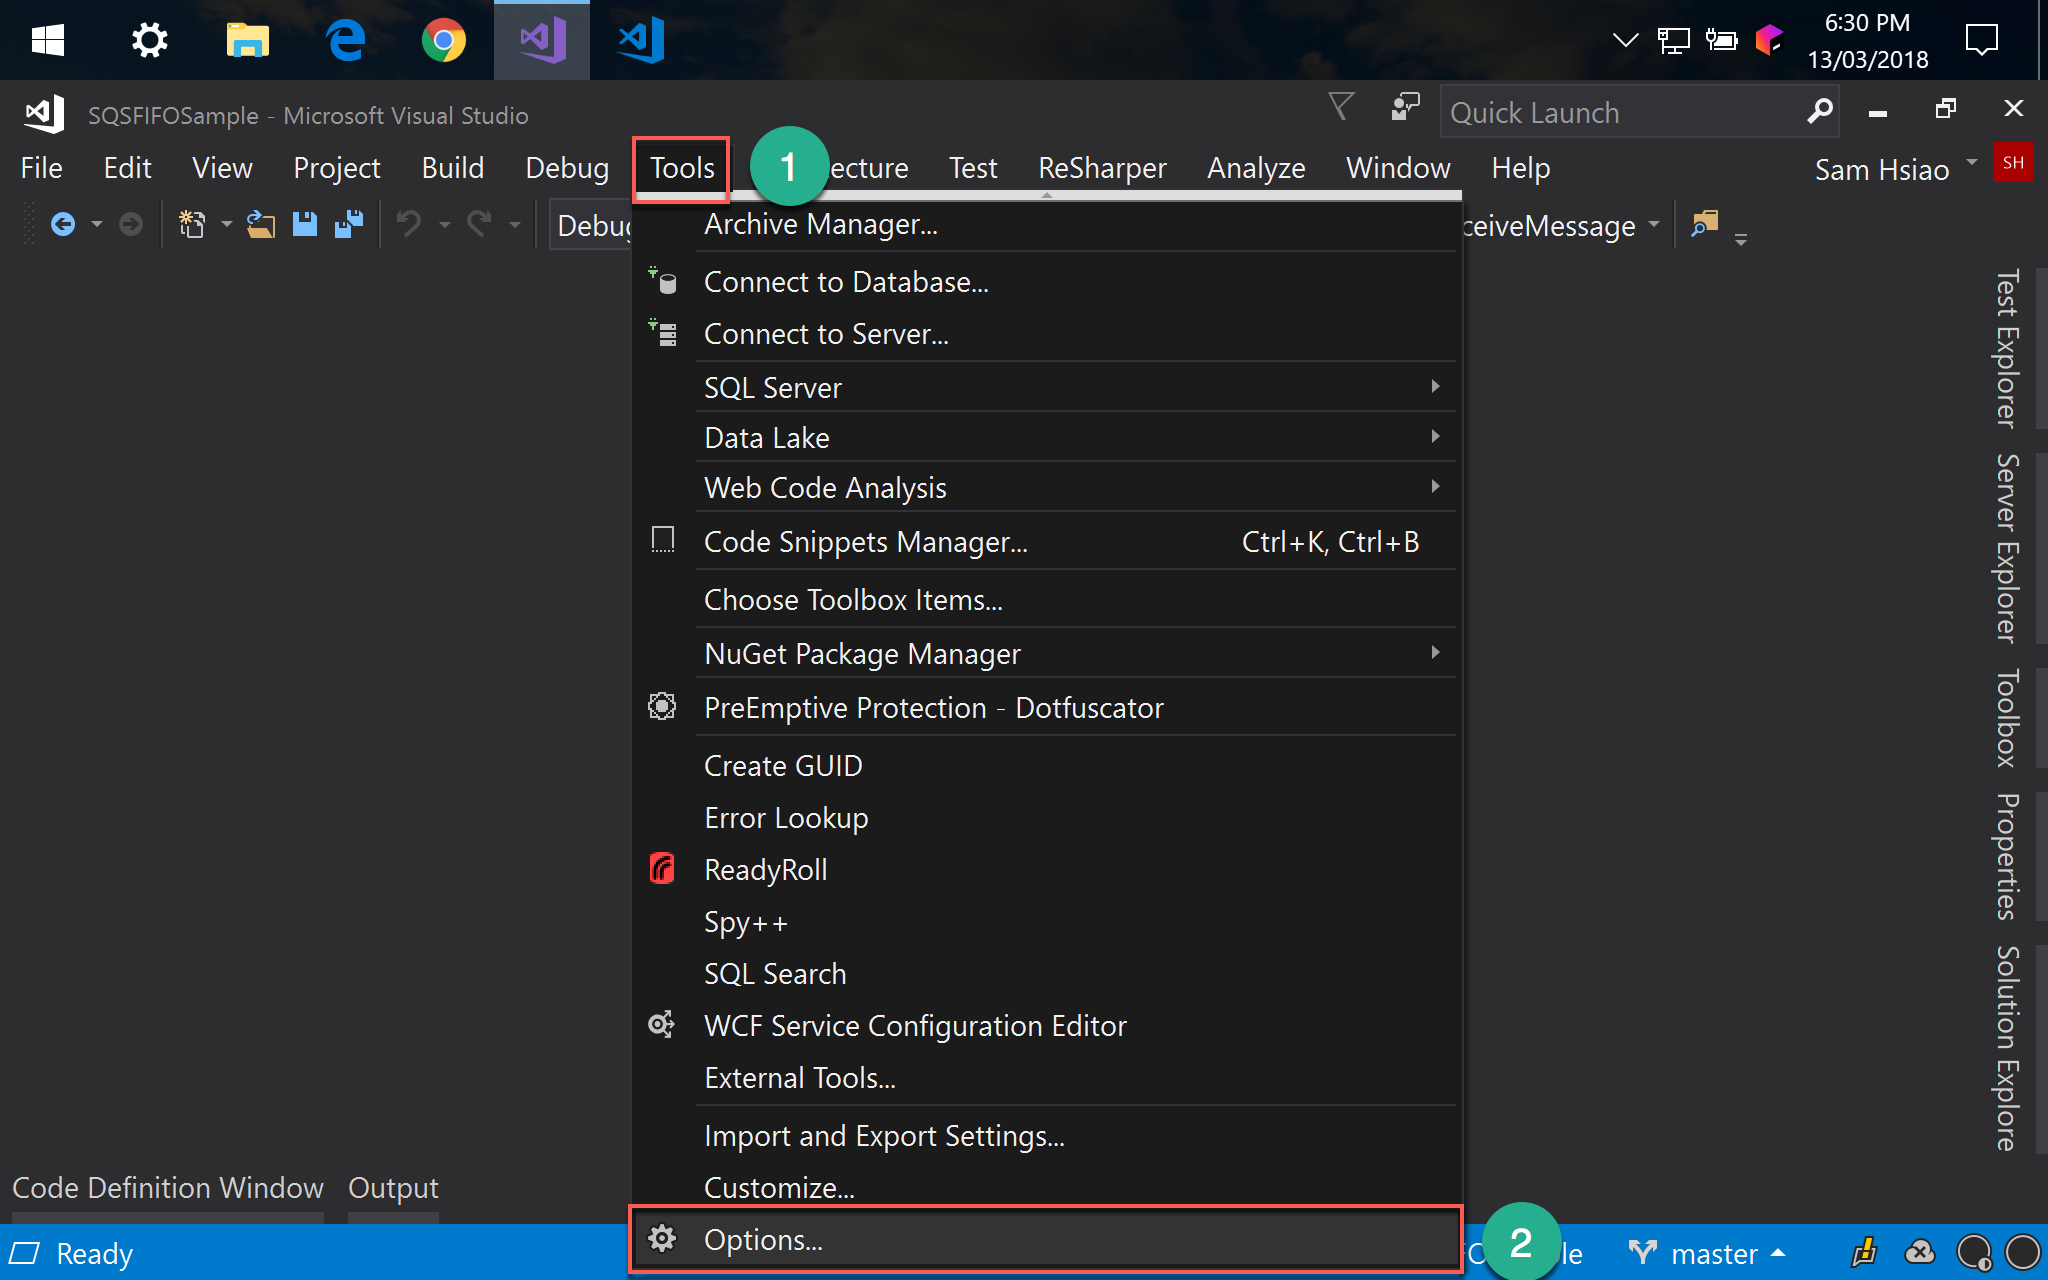 6:30 PM
13/03/2018
SQSFIFOSample - Microsoft Visual Studio
Quick Launch
File Edit View Project Build Debug Tools 1 ecture Test ReSharper Analyze Window Help
Sam Hsiao SH
Debug
ceiveMessage
Archive Manager...
Connect to Database...
Connect to Server...
SQL Server
Data Lake
Web Code Analysis
Code Snippets Manager... Ctrl+K, Ctrl+B
Choose Toolbox Items...
NuGet Package Manager
PreEmptive Protection - Dotfuscator
Create GUID
Error Lookup
ReadyRoll
Spy++
SQL Search
WCF Service Configuration Editor
External Tools...
Import and Export Settings...
Customize...
Options... 2
Test Explorer
Server Explorer
Toolbox
Properties
Solution Explore
Code Definition Window Output
Ready
le
master